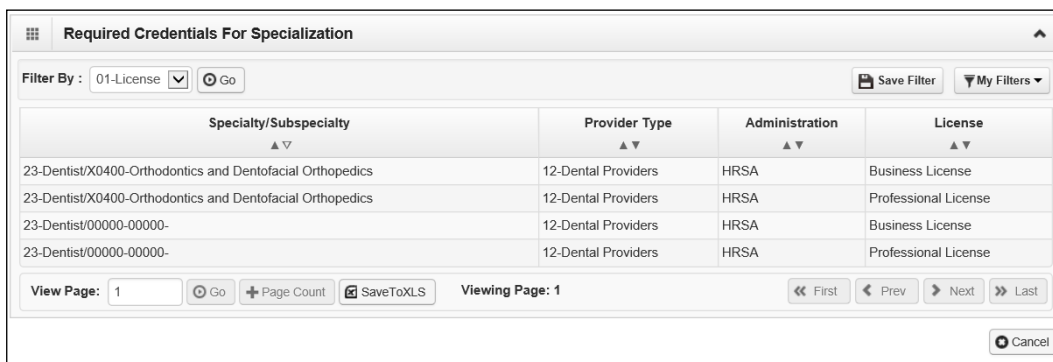 Required Credentials For Specialization
Filter By : 01-License Go Save Filter My Filters
Specialty/Subspecialty Provider Type Administration License
23-Dentist/X0400-Orthodontics and Dentofacial Orthopedics 12-Dental Providers HRSA Business License
23-Dentist/X0400-Orthodontics and Dentofacial Orthopedics 12-Dental Providers HRSA Professional License
23-Dentist/00000-00000- 12-Dental Providers HRSA Business License
23-Dentist/00000-00000- 12-Dental Providers HRSA Professional License
View Page: 1 Go Page Count SaveToXLS Viewing Page: 1 First Prev Next Last
Cancel